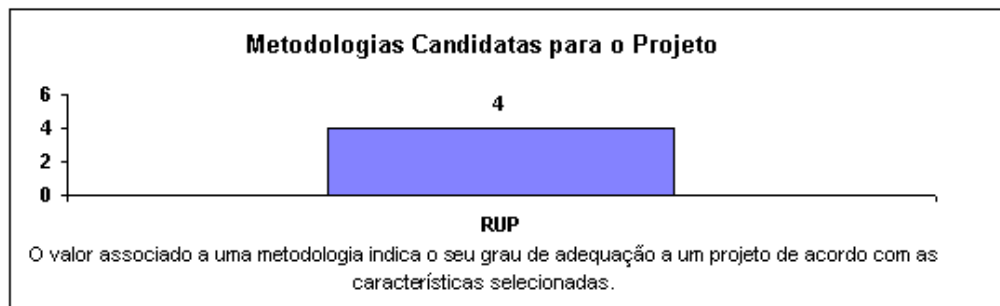 Metodologias Candidatas para o Projeto
6
4
4
2
0
RUP
O valor associado a uma metodologia indica o seu grau de adequação a um projeto de acordo com as
características selecionadas.